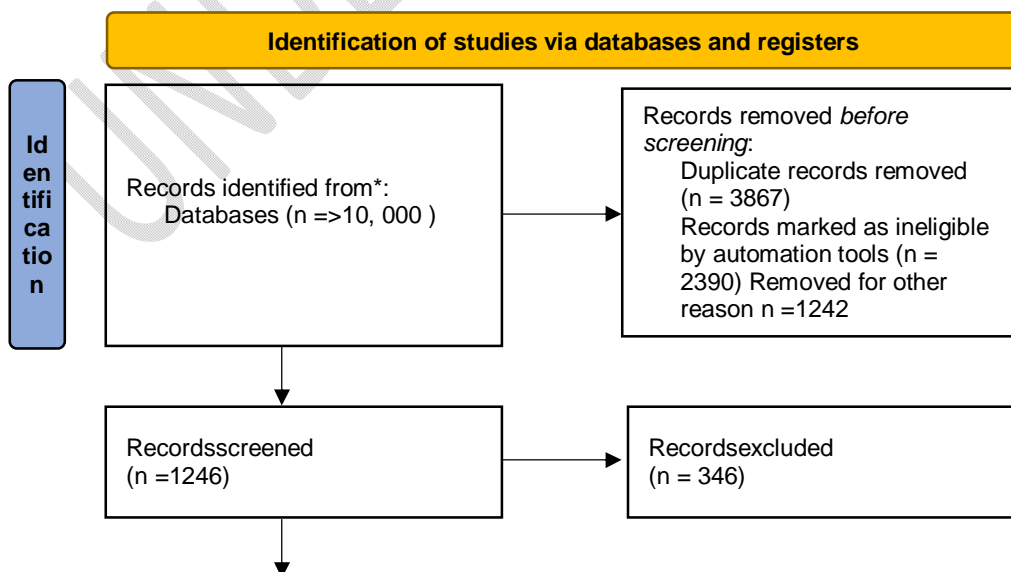 Identification of studies via databases and registers
Id
en
tifi
ca
tio
n
Records identified from*:
Databases (n =>10, 000 )
Records removed before
screening:
Duplicate records removed
(n = 3867)
Records marked as ineligible
by automation tools (n =
2390) Removed for other
reason n =1242
Recordsscreened
(n =1246)
Recordsexcluded
(n = 346)